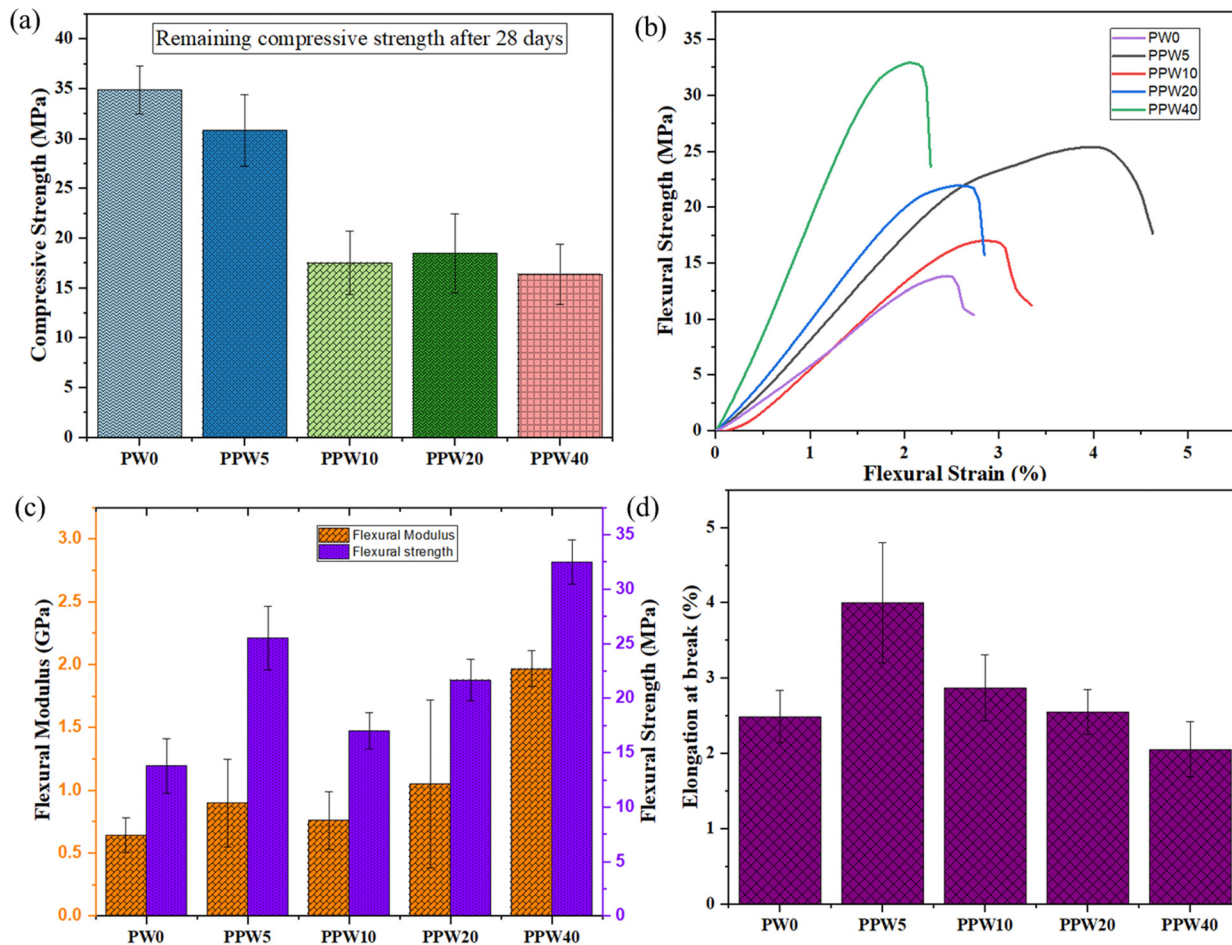 (a)
Remaining compressive strength after 28 days
Compressive Strength (MPa)
40
35
30
25
20
15
10
5
0
PW0 PPW5 PPW10 PPW20 PPW40
(b)
PW0
PPW5
PPW10
PPW20
PPW40
Flexural Strength (MPa)
35
30
25
20
15
10
5
0
0 1 2 3 4 5
Flexural Strain (%)
(c)
Flexural Modulus
Flexural strength
Flexural Modulus (GPa)
3.0
2.5
2.0
1.5
1.0
0.5
0.0
Flexural Strength (MPa)
35
30
25
20
15
10
5
0
PW0 PPW5 PPW10 PPW20 PPW40
(d)
Elongation at break (%)
5
4
3
2
1
0
PW0 PPW5 PPW10 PPW20 PPW40